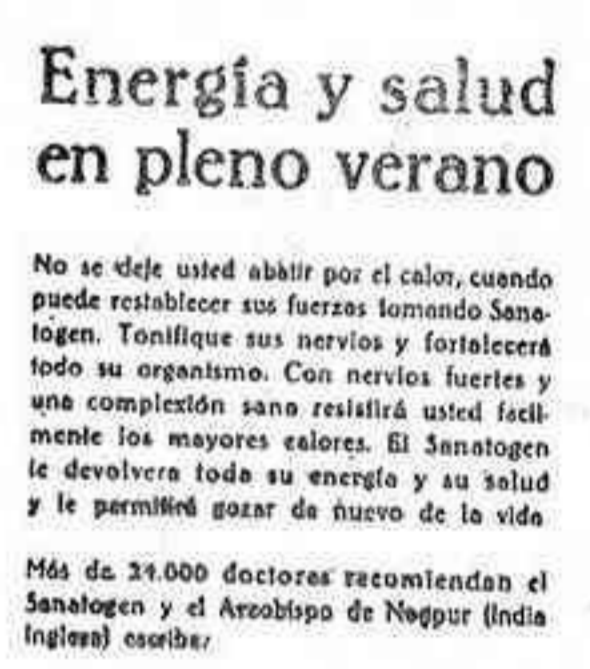 Energía y salud
en pleno verano
No se deje usted abatir por el calor, cuando
puede restablecer sus fuerzas tomando Sana-
tógen. Tonifique sus nervios y fortalecerá
todo su organismo. Con nervios fuertes y
una complexión sana resistirá usted facil-
mente los mayores calores. El Sanatogen
le devolvera toda su energía y su salud
y le permitirá gozar de nuevo de la vida
Más de 24.000 doctores recomiendan el
Sanatogen y el Arzobispo de Nagpur (India
Inglesa) escribe: